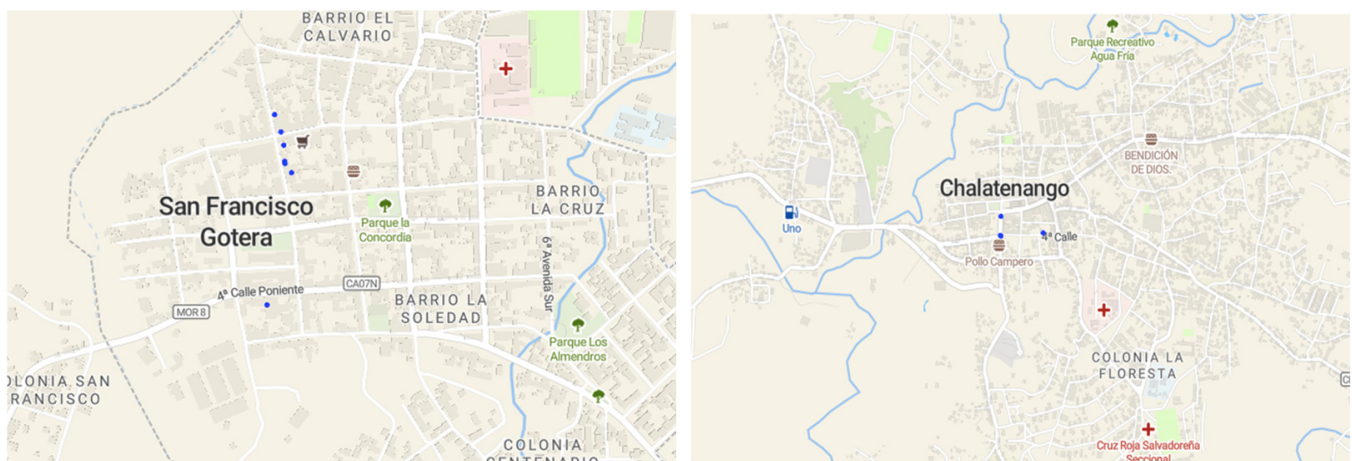 BARRIO EL
CALVARIO
San Francisco
Gotera
Parque la
Concordia
BARRIO
LA CRUZ
6ª Avenida Sur
4ª Calle Poniente
CA07N
MOR 8
BARRIO LA
SOLEDAD
Parque Los
Almendros
OLONIA SAN
RANCISCO
COLONIA
CENTENARIO
Parque Recreativo
Agua Fría
BENDICIÓN
DE DIOS.
Chalatenango
Uno
4ª Calle
Pollo Campero
COLONIA LA
FLORESTA
Cruz Roja Salvadoreña
Seccional